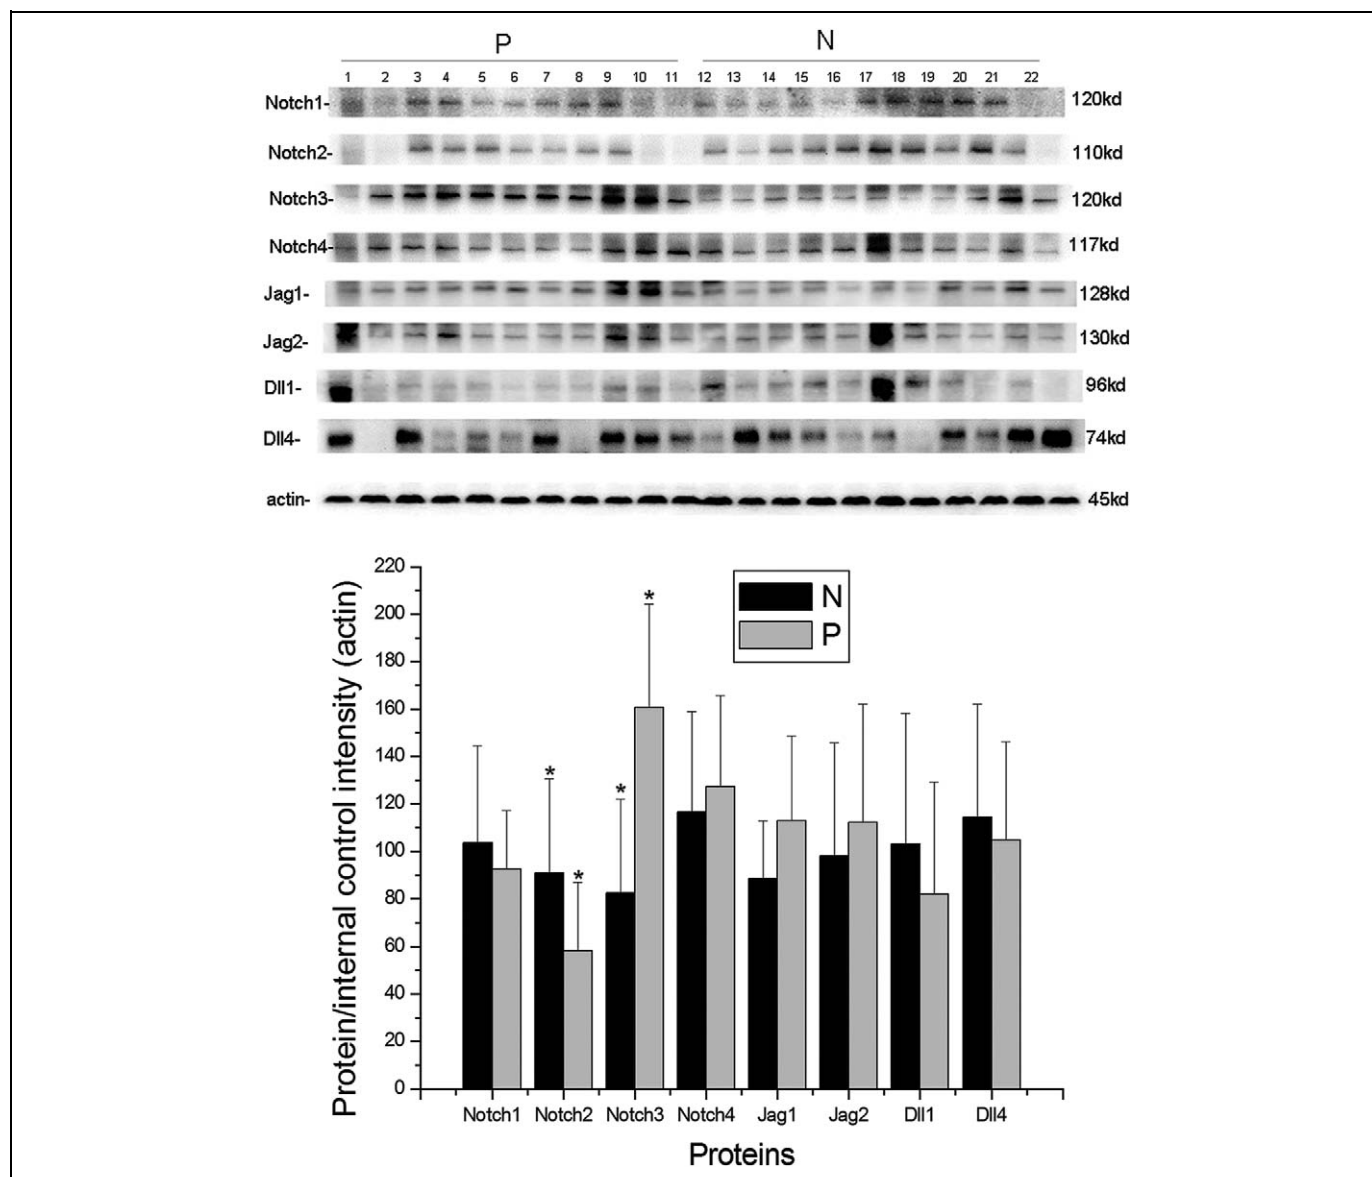 P N
1 2 3 4 5 6 7 8 9 10 11 12 13 14 15 16 17 18 19 20 21 22
Notch1- 120kd
Notch2- 110kd
Notch3- 120kd
Notch4- 117kd
Jag1- 128kd
Jag2- 130kd
Dll1- 96kd
Dll4- 74kd
actin- 45kd
Protein/internal control intensity (actin)
220
200
180
160
140
120
100
80
60
40
20
0
N
P
*
*
*
*
Notch1 Notch2 Notch3 Notch4 Jag1 Jag2 Dll1 Dll4
Proteins